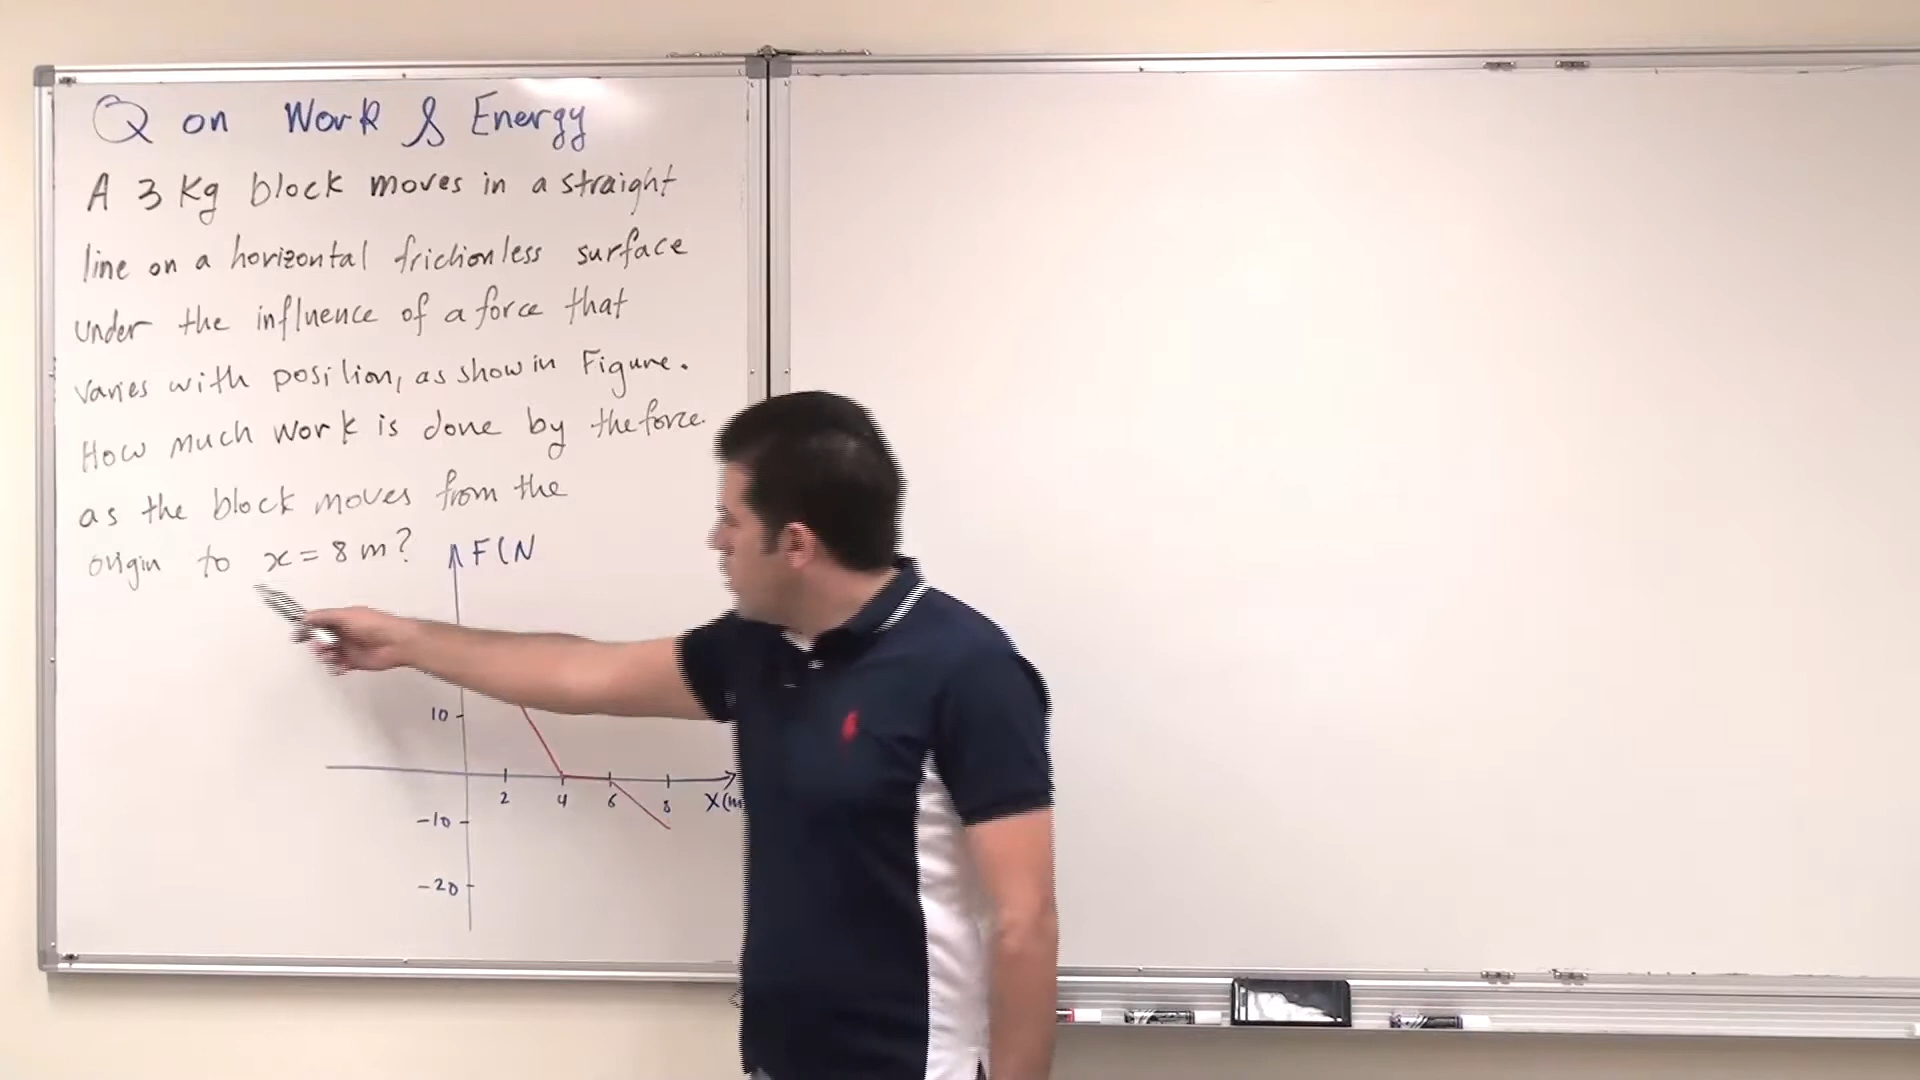 Q on Work & Energy
A 3 Kg block moves in a straight
line on a horizontal frictionless surface
under the influence of a force that
varies with position, as show in Figure.
How much work is done by the force
as the block moves from the
origin to x = 8 m?
F(N
10
2 4 6 8 X(m
-10
-20